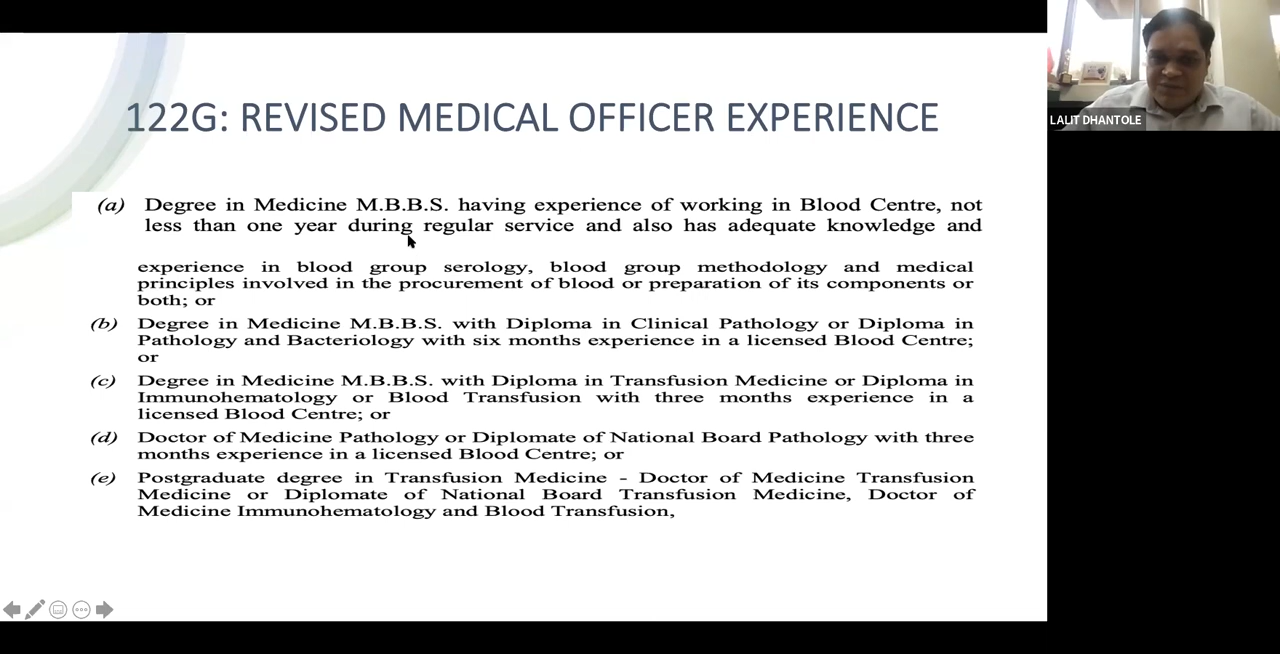 122G: REVISED MEDICAL OFFICER EXPERIENCE
(a) Degree in Medicine M.B.B.S. having experience of working in Blood Centre, not
less than one year during regular service and also has adequate knowledge and
experience in blood group serology, blood group methodology and medical
principles involved in the procurement of blood or preparation of its components or
both; or
(b) Degree in Medicine M.B.B.S. with Diploma in Clinical Pathology or Diploma in
Pathology and Bacteriology with six months experience in a licensed Blood Centre;
or
(c) Degree in Medicine M.B.B.S. with Diploma in Transfusion Medicine or Diploma in
Immunohematology or Blood Transfusion with three months experience in a
licensed Blood Centre; or
(d) Doctor of Medicine Pathology or Diplomate of National Board Pathology with three
months experience in a licensed Blood Centre; or
(e) Postgraduate degree in Transfusion Medicine - Doctor of Medicine Transfusion
Medicine or Diplomate of National Board Transfusion Medicine, Doctor of
Medicine Immunohematology and Blood Transfusion,
LALIT DHANTOLE